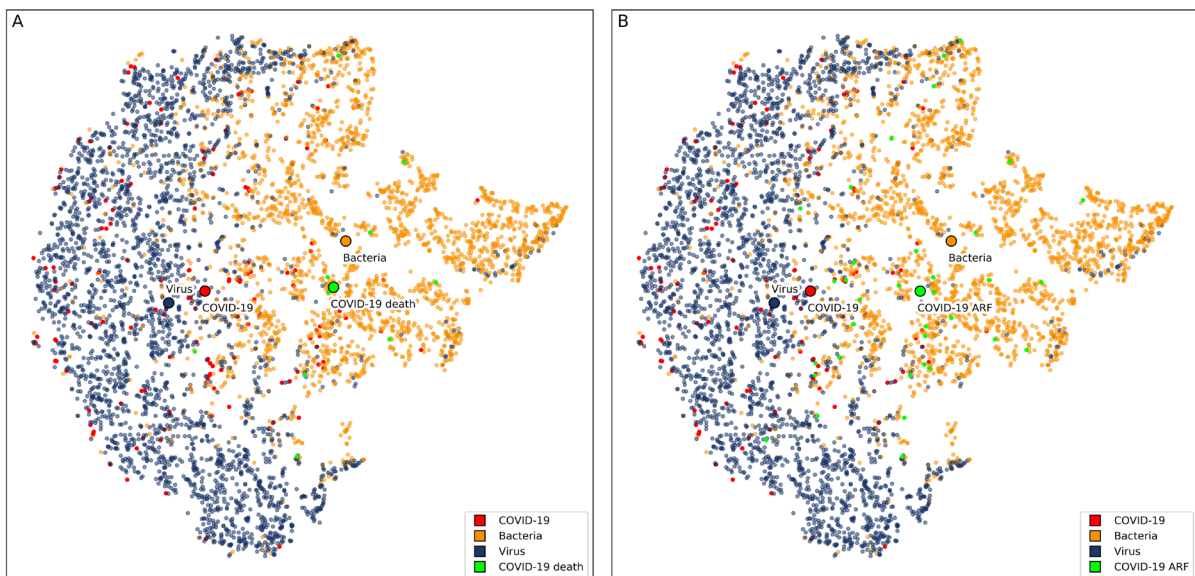 A
Bacteria
Virus
COVID-19
COVID-19 death
COVID-19
Bacteria
Virus
COVID-19 death
B
Bacteria
Virus
COVID-19
COVID-19 ARF
COVID-19
Bacteria
Virus
COVID-19 ARF